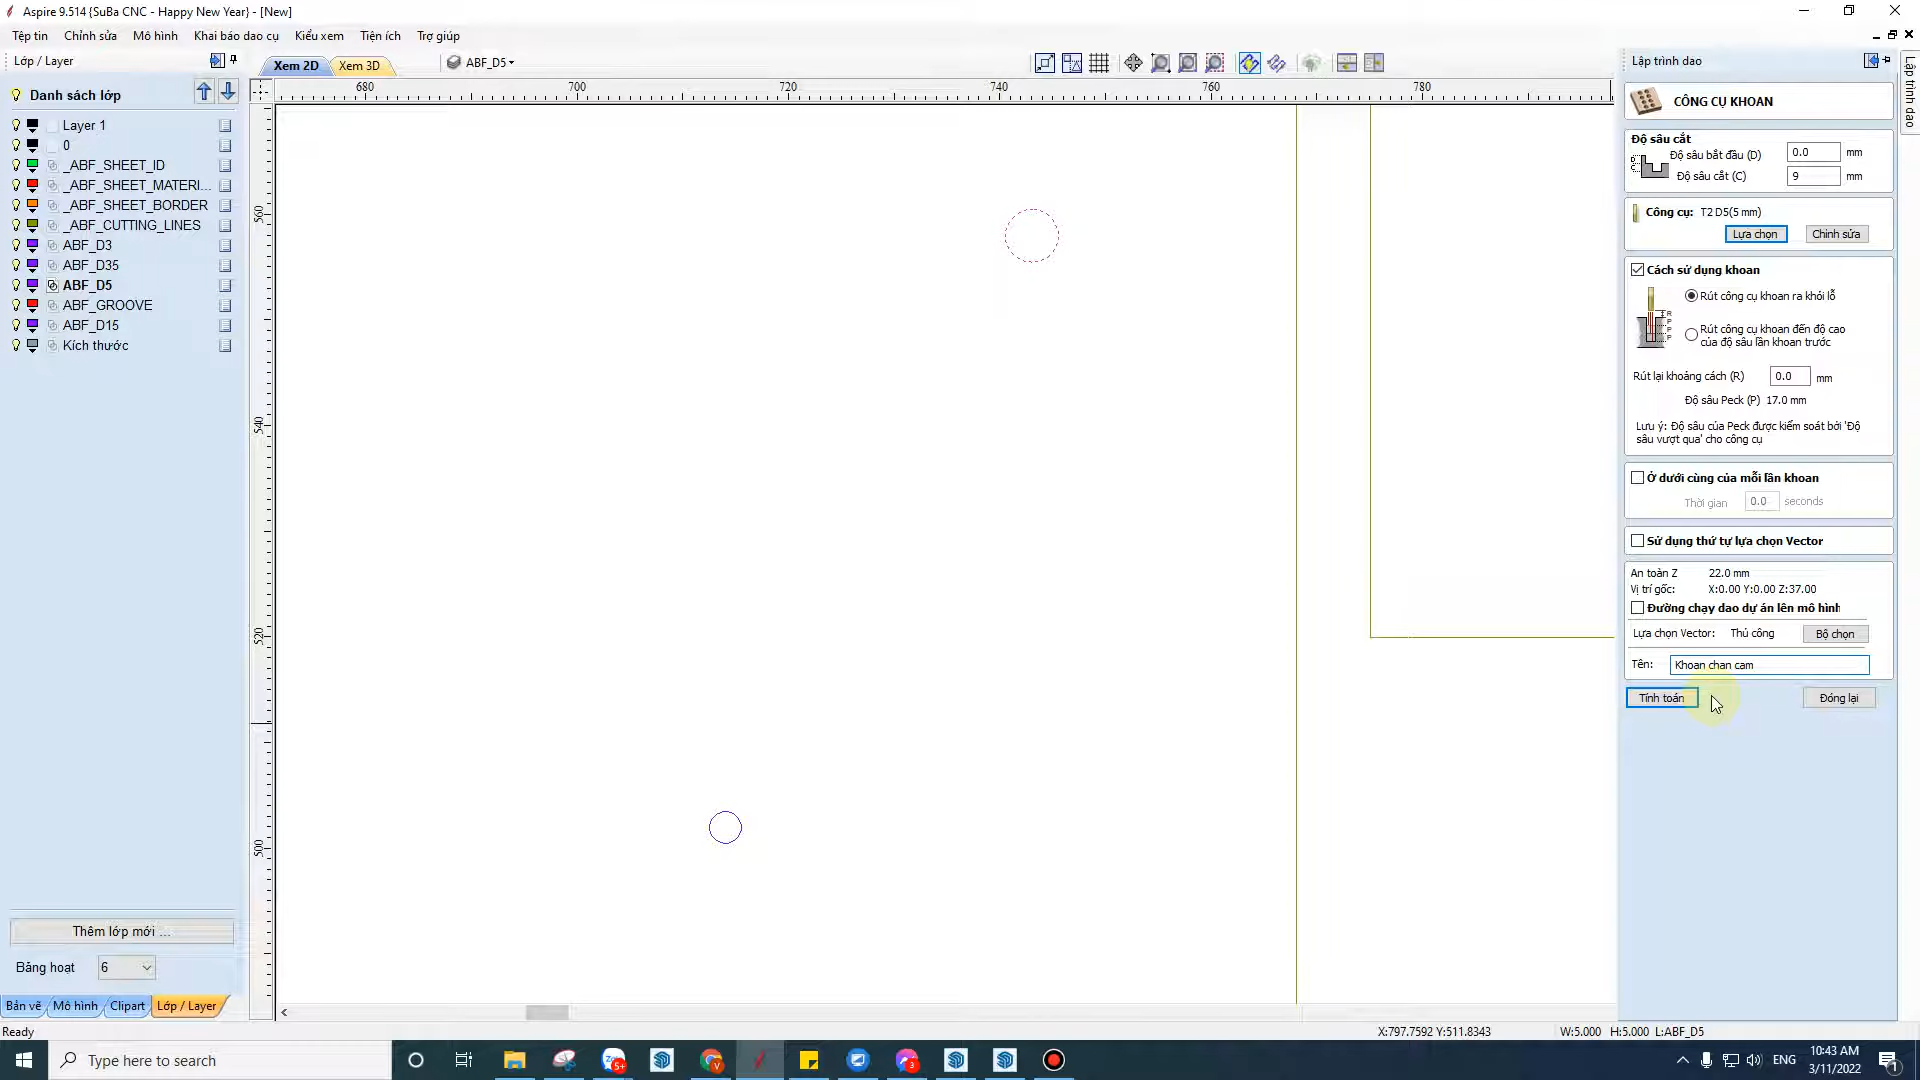 Aspire 9.514 {SuBa CNC - Happy New Year} - [New]
Tệp tin Chỉnh sửa Mô hình Khai báo dao cụ Kiểu xem Tiện ích Trợ giúp
Lớp / Layer
Xem 2D Xem 3D ABF_D5
Danh sách lớp
Layer 1
0
_ABF_SHEET_ID
_ABF_SHEET_MATERI...
_ABF_SHEET_BORDER
_ABF_CUTTING_LINES
ABF_D3
ABF_D35
ABF_D5
ABF_GROOVE
ABF_D15
Kích thước
Thêm lớp mới ...
Bảng hoạt 6
Bản vẽ Mô hình Clipart Lớp / Layer
680 700 720 740 760 780
560
540
520
500
Lập trình dao
Lập trình dao
CÔNG CỤ KHOAN
Độ sâu cắt
Độ sâu bắt đầu (D) 0.0 mm
Độ sâu cắt (C) 9 mm
Công cụ: T2 D5(5 mm)
Lựa chọn Chỉnh sửa
Cách sử dụng khoan
Rút công cụ khoan ra khỏi lỗ
Rút công cụ khoan đến độ cao
của độ sâu lần khoan trước
R
P
P
P
Rút lại khoảng cách (R) 0.0 mm
Độ sâu Peck (P) 17.0 mm
Lưu ý: Độ sâu của Peck được kiểm soát bởi 'Độ
sâu vượt qua' cho công cụ
Ở dưới cùng của mỗi lần khoan
Thời gian 0.0 seconds
Sử dụng thứ tự lựa chọn Vector
An toàn Z 22.0 mm
Vị trí gốc: X:0.00 Y:0.00 Z:37.00
Đường chạy dao dự án lên mô hình
Lựa chọn Vector: Thủ công Bộ chọn
Tên: Khoan chan cam
Tính toán Đóng lại
Ready X:797.7592 Y:511.8343 W:5.000 H:5.000 L:ABF_D5
Type here to search
5+
V
3
ENG
10:43 AM
3/11/2022
1